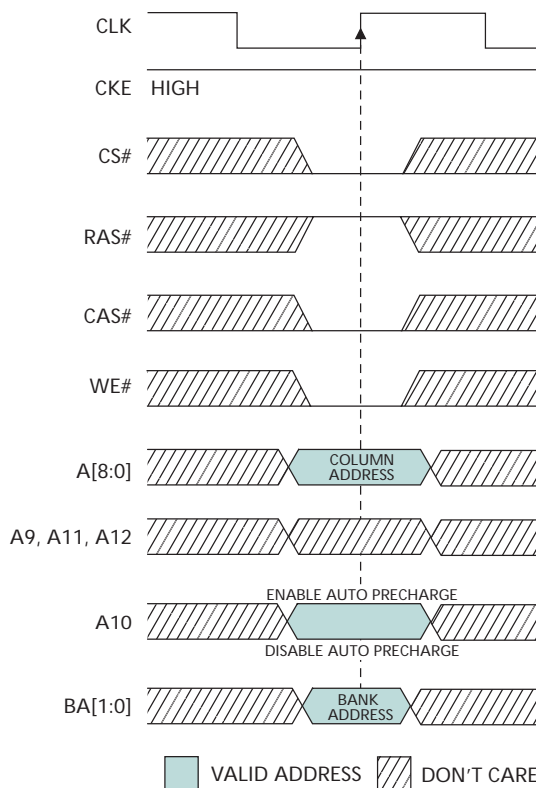 CLK
CKE HIGH
CS#
RAS#
CAS#
WE#
A[8:0] COLUMN ADDRESS
A9, A11, A12
ENABLE AUTO PRECHARGE
A10
DISABLE AUTO PRECHARGE
BA[1:0] BANK ADDRESS
VALID ADDRESS DON'T CARE